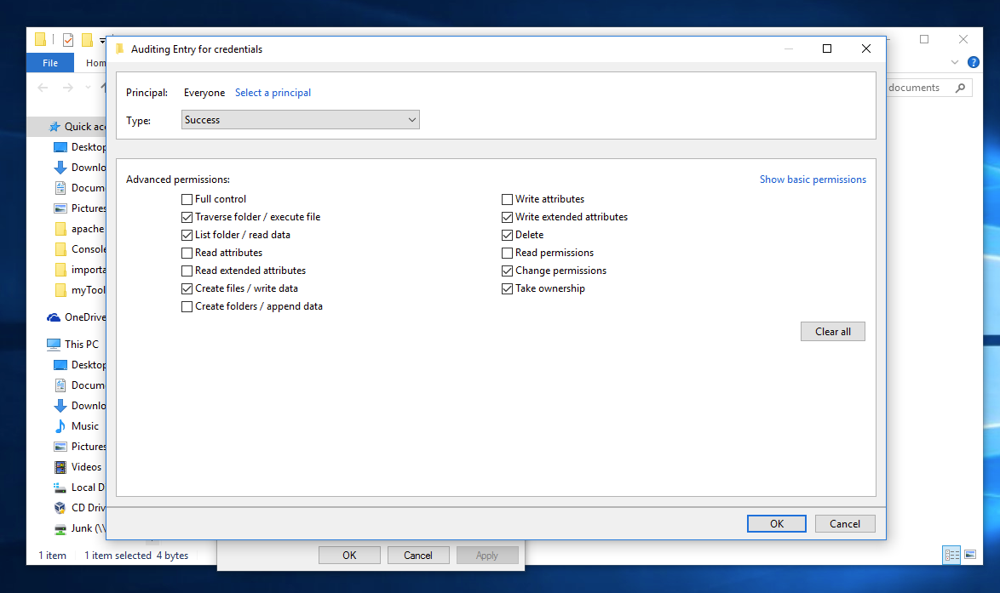 Auditing Entry for credentials
File
Hom
Principal: Everyone Select a principal
Type: Success
documents
Advanced permissions:
Show basic permissions
Full control
Traverse folder / execute file
List folder / read data
Read attributes
Read extended attributes
Create files / write data
Create folders / append data
Write attributes
Write extended attributes
Delete
Read permissions
Change permissions
Take ownership
Clear all
OK
Cancel
Quick acc
Desktop
Downlo
Docum
Pictures
apache
Console
importa
myTool
OneDrive
This PC
Desktop
Docum
Downlo
Music
Pictures
Videos
Local D
CD Driv
Junk (\\
OK
Cancel
Apply
1 item
1 item selected 4 bytes